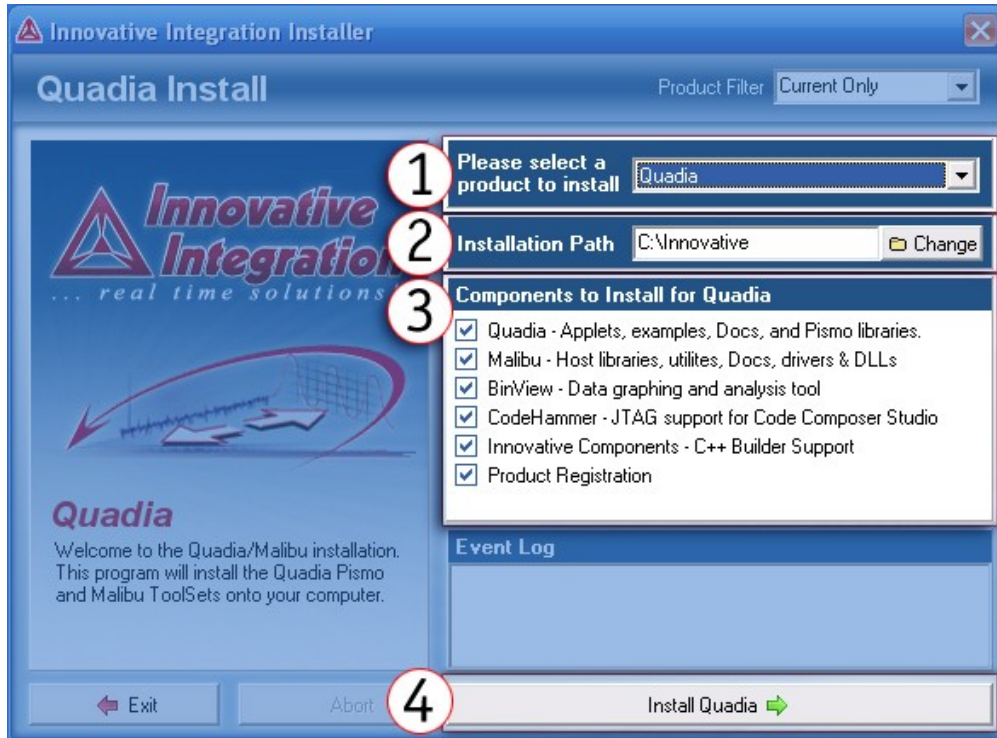 Innovative Integration Installer
Quadia Install
Product Filter Current Only
1
Please select a
product to install
Quadia
2
Installation Path
C:\Innovative
Change
3
Components to Install for Quadia
Quadia - Applets, examples, Docs, and Pismo libraries.
Malibu - Host libraries, utilites, Docs, drivers & DLLs
BinView - Data graphing and analysis tool
CodeHammer - JTAG support for Code Composer Studio
Innovative Components - C++ Builder Support
Product Registration
Innovative
Integration
... real time solutions!
Quadia
Welcome to the Quadia/Malibu installation.
This program will install the Quadia Pismo
and Malibu ToolSets onto your computer.
Event Log
Exit
Abort
4
Install Quadia